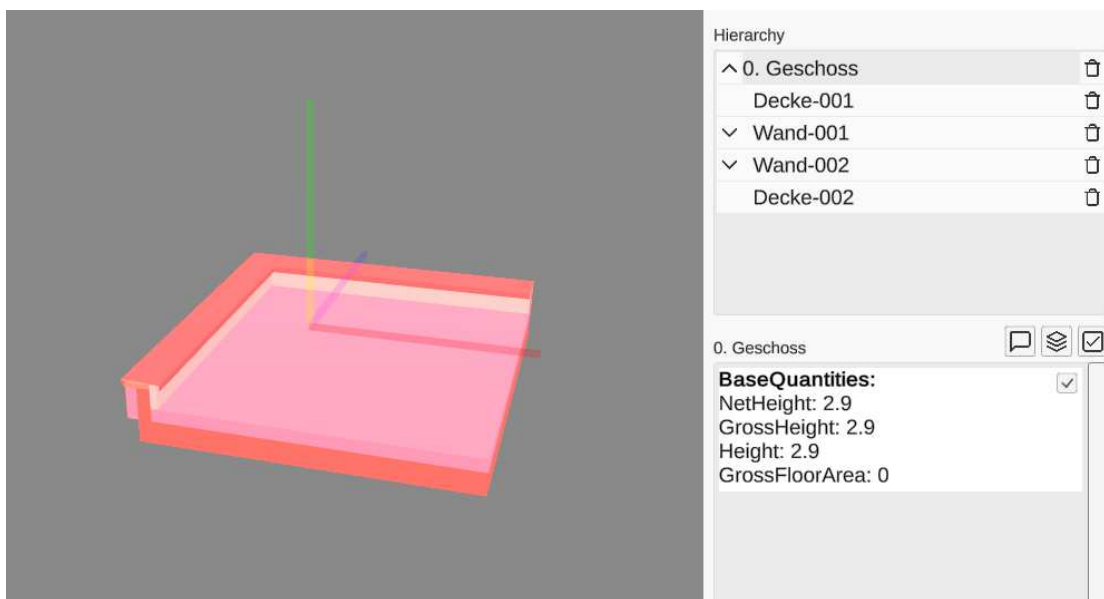 Hierarchy
0. Geschoss
Decke-001
Wand-001
Wand-002
Decke-002
0. Geschoss
BaseQuantities:
NetHeight: 2.9
GrossHeight: 2.9
Height: 2.9
GrossFloorArea: 0